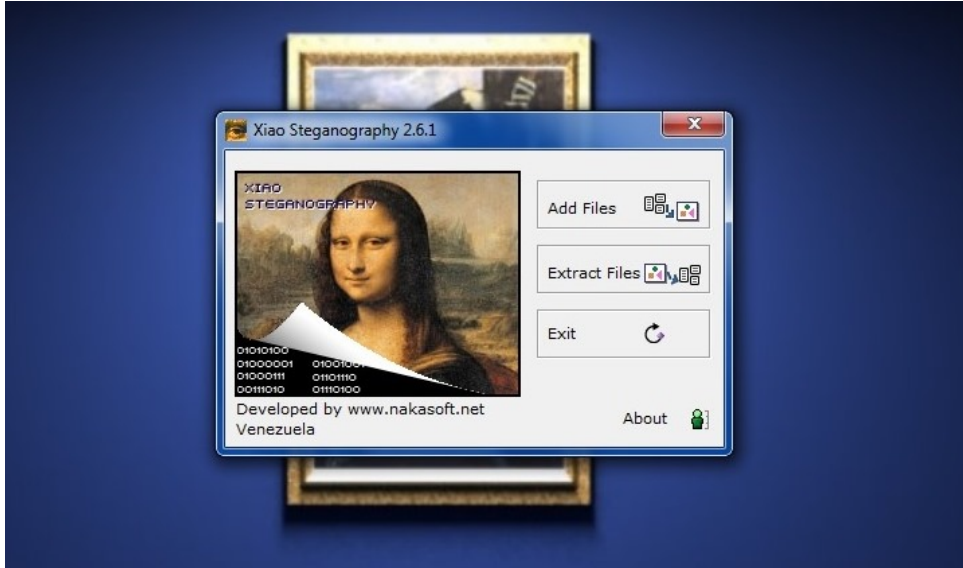 Xiao Steganography 2.6.1
XIAO
STEGANOGRAPHY
Add Files
Extract Files
Exit
01010100
01000001 01001001
01000111 01101110
00111010 01110100
Developed by www.nakasoft.net
Venezuela
About